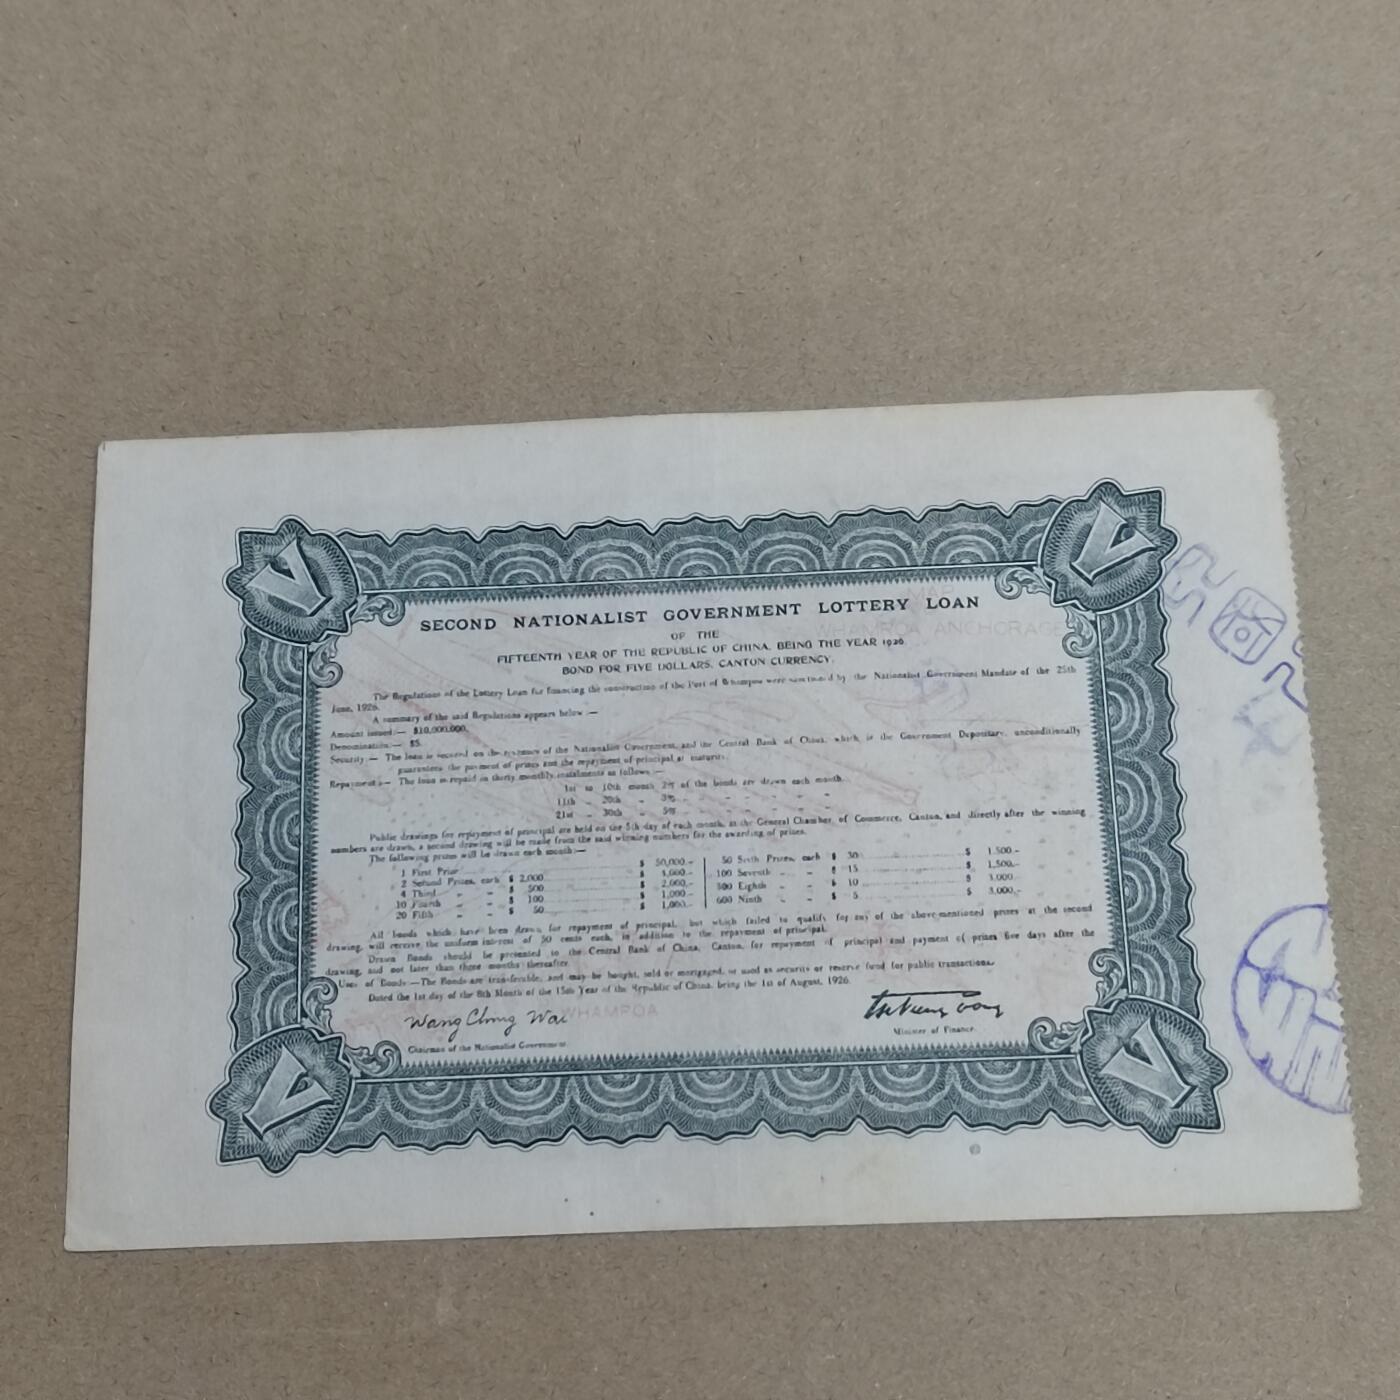 V V
SECOND NATIONALIST GOVERNMENT LOTTERY LOAN
OF THE
FIFTEENTH YEAR OF THE REPUBLIC OF CHINA, BEING THE YEAR 1926
BOND FOR FIVE DOLLARS, CANTON CURRENCY.
MAP
WHAMPOA ANCHORAGE
The Regulations of the Lottery Loan for financing the construction of the Port of Whampoa were sanctioned by the Nationalist Government Mandate of the 25th
June, 1926.
A summary of the said Regulations appears below :—
Amount issued:— $10,000,000.
Denomination:— $5.
Security:— The loan is secured on the revenues of the Nationalist Government, and the Central Bank of China, which is the Government Depositary, unconditionally
guarantees the payment of prizes and the repayment of principal at maturity.
Repayment:— The loan is repaid in thirty monthly instalments as follows:—
1st to 10th month 2% of the bonds are drawn each month.
11th „ 20th „ 3% „ „ „ „ „ „
21st „ 30th „ 5% „ „ „ „ „ „
Public drawings for repayment of principal are held on the 5th day of each month, at the General Chamber of Commerce, Canton, and directly after the winning
numbers are drawn, a second drawing will be made from the said winning numbers for the awarding of prizes.
The following prizes will be drawn each month:—
1 First Prize $ 50,000.— 50 Sixth Prizes, each $ 30 $ 1,500.—
2 Second Prizes, each $ 2,000 100 Seventh „ „ $ 15 $ 1,500.—
4 Third „ „ $ 500 $ 2,000.— 300 Eighth „ „ $ 10 $ 3,000.—
10 Fourth „ „ $ 100 $ 1,000.— 600 Ninth „ „ $ 5 $ 3,000.—
20 Fifth „ „ $ 50 $ 1,000.—
All bonds which have been drawn for repayment of principal, but which failed to qualify for any of the above-mentioned prizes at the second
drawing, will receive the uniform interest of 50 cents each, in addition to the repayment of principal.
Drawn Bonds should be presented to the Central Bank of China, Canton, for repayment of principal and payment of prizes five days after the
drawing, and not later than three months thereafter.
Use of Bonds:—The Bonds are transferable, and may be bought, sold or mortgaged, or used as security or reserve fund for public transactions.
Dated the 1st day of the 8th Month of the 15th Year of the Republic of China, being the 1st of August, 1926.
Wang Ching Wai
WHAMPOA
Chairman of the Nationalist Government.
Minister of Finance.
V V